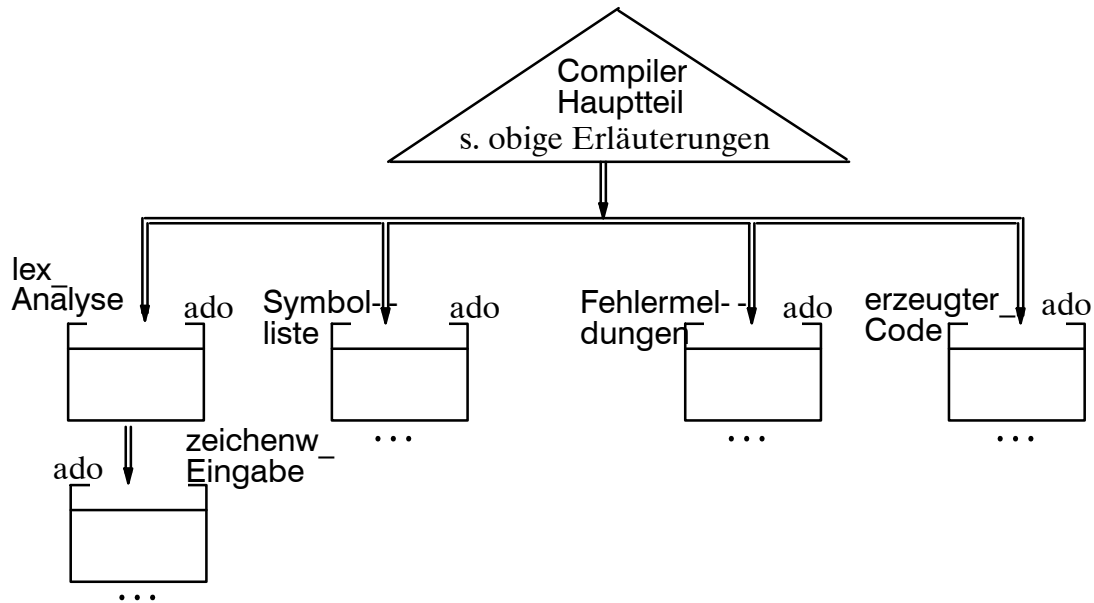 Compiler
Hauptteil
s. obige Erläuterungen
lex_
Analyse
ado
Symbol-
liste
ado
Fehlermel-
dungen
ado
erzeugter_
Code
ado
...
...
...
zeichenw_
Eingabe
ado
...